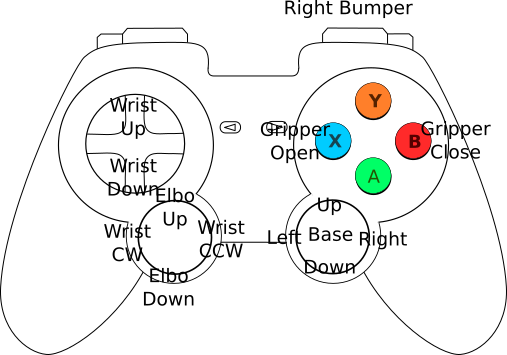 Right Bumper
Wrist
Up
Y
Gripper
Open
X
B
Gripper
Close
Wrist
Down
A
Elbo
Up
Up
Wrist
CW
Wrist
CCW
Left
Base
Right
Elbo
Down
Down